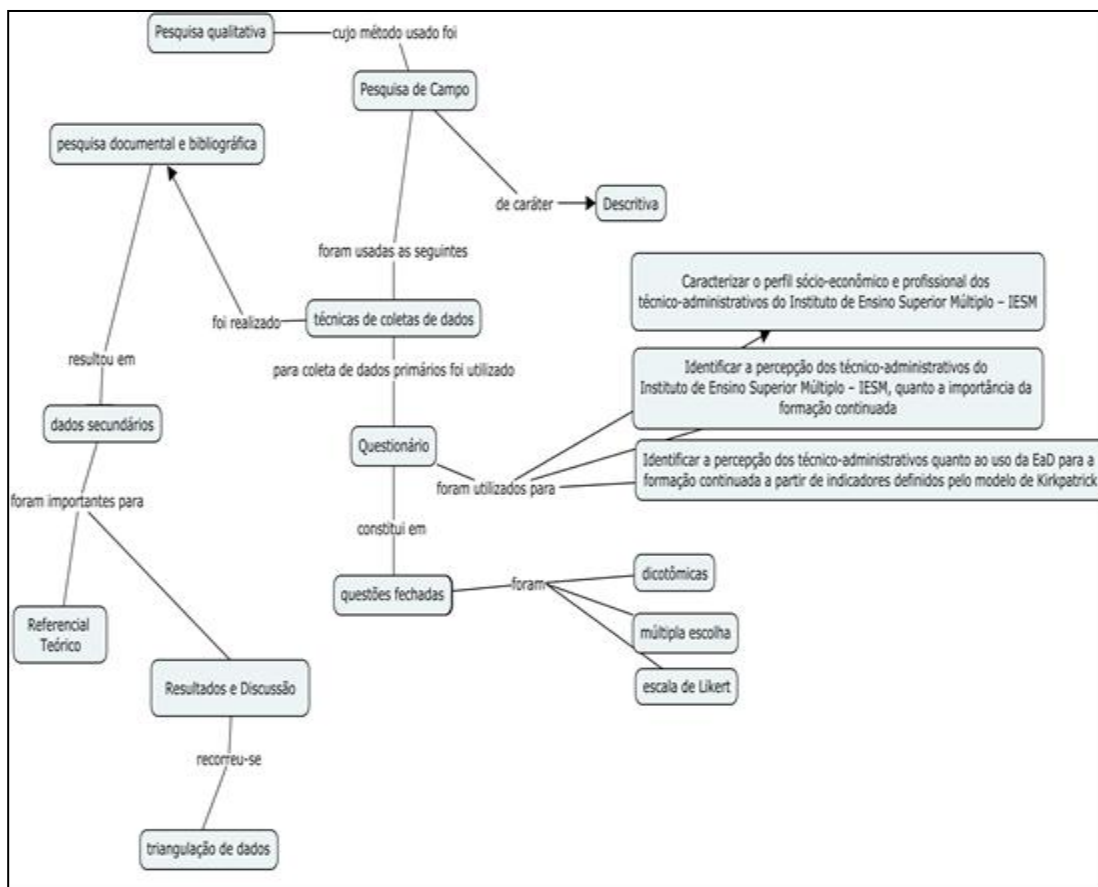 Pesquisa qualitativa
cujo método usado foi
Pesquisa de Campo
pesquisa documental e bibliográfica
de caráter
Descritiva
foram usadas as seguintes
Caracterizar o perfil sócio-econômico e profissional dos
técnico-administrativos do Instituto de Ensino Superior Múltiplo – IESM
foi realizado
técnicas de coletas de dados
resultou em
para coleta de dados primários foi utilizado
Identificar a percepção dos técnico-administrativos do
Instituto de Ensino Superior Múltiplo – IESM, quanto a importância da
formação continuada
dados secundários
Questionário
Identificar a percepção dos técnico-administrativos quanto ao uso da EaD para a
formação continuada a partir de indicadores definidos pelo modelo de Kirkpatrick
foram utilizados para
foram importantes para
constitui em
questões fechadas
foram
dicotômicas
múltipla escolha
escala de Likert
Referencial
Teórico
Resultados e Discussão
recorreu-se
triangulação de dados